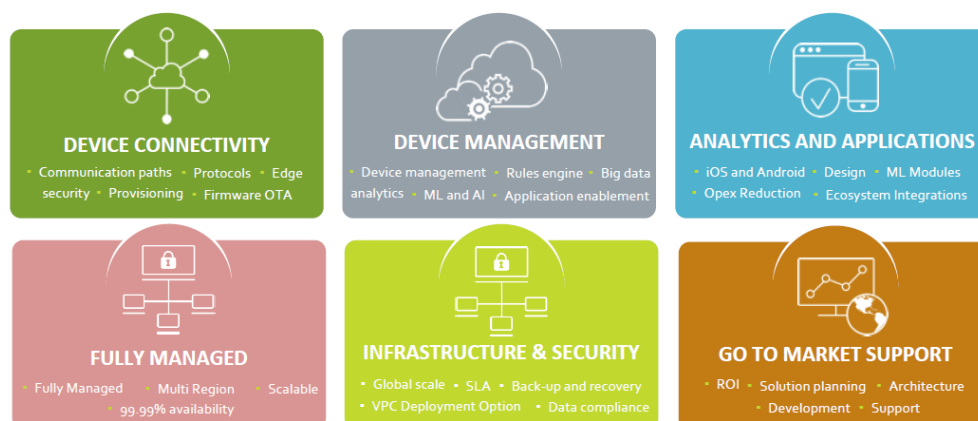 DEVICE CONNECTIVITY
• Communication paths • Protocols • Edge
security • Provisioning • Firmware OTA
DEVICE MANAGEMENT
• Device management • Rules engine • Big data
analytics • ML and AI • Application enablement
ANALYTICS AND APPLICATIONS
• iOS and Android • Design • ML Modules
• Opex Reduction • Ecosystem Integrations
FULLY MANAGED
• Fully Managed • Multi Region • Scalable
• 99.99% availability
INFRASTRUCTURE & SECURITY
• Global scale • SLA • Back-up and recovery
• VPC Deployment Option • Data compliance
GO TO MARKET SUPPORT
• ROI • Solution planning • Architecture
• Development • Support